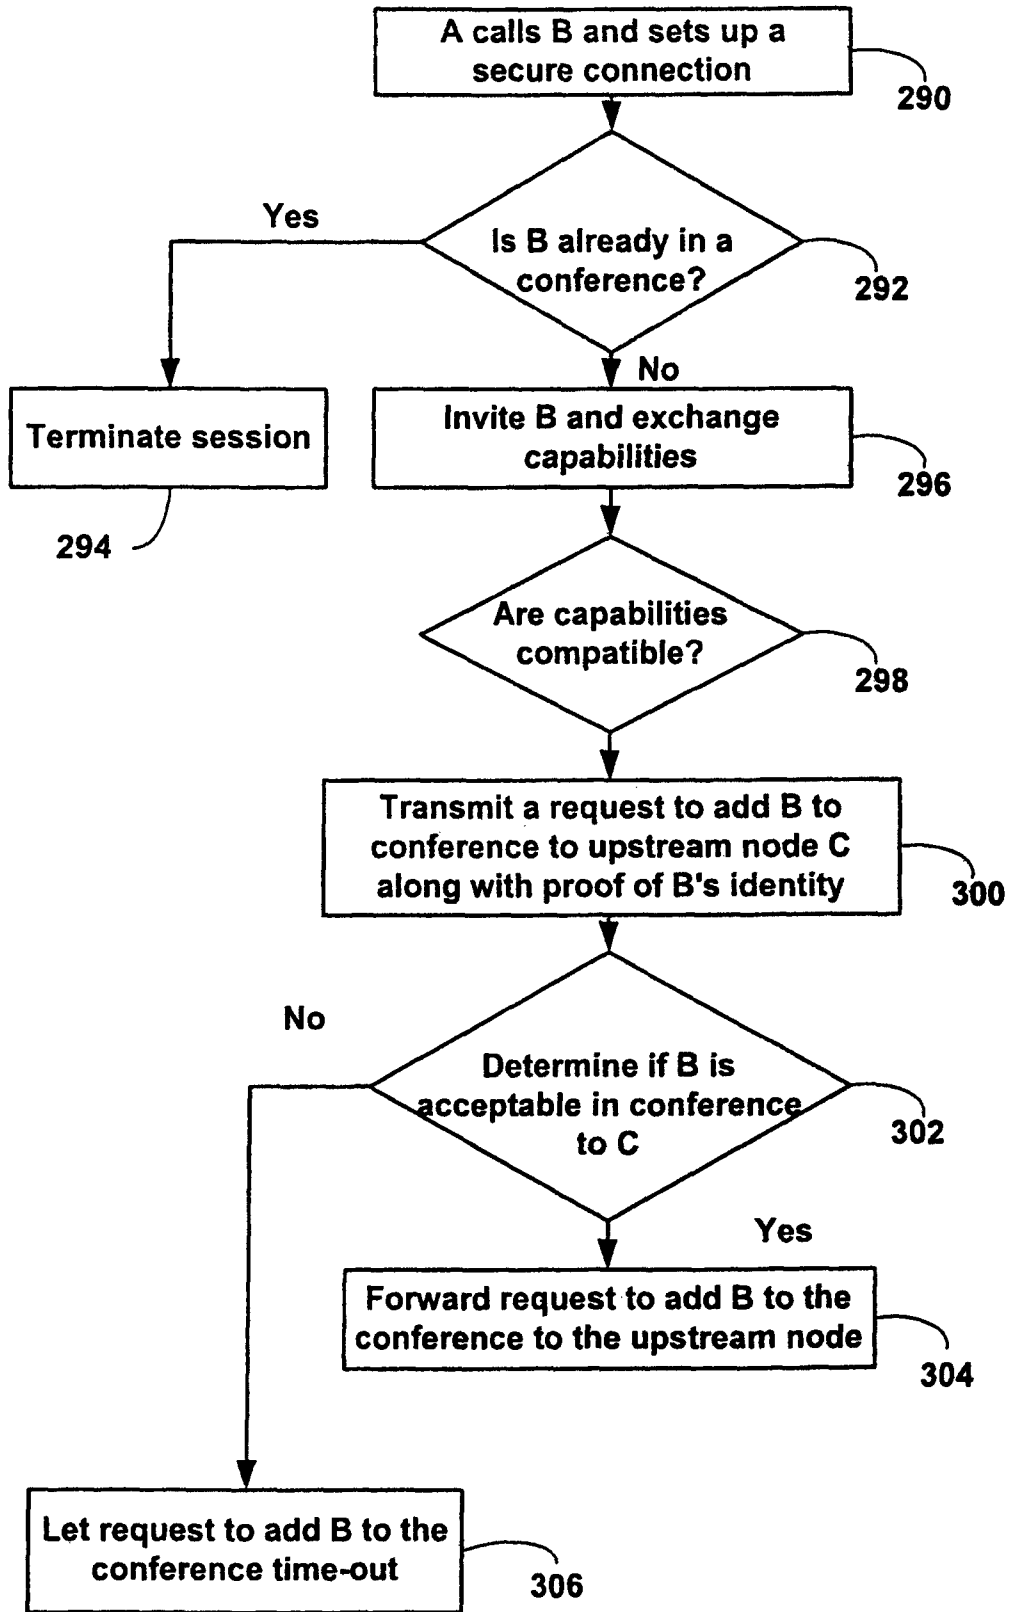 A calls B and sets up a
secure connection
290
Yes
Is B already in a
conference?
292
No
Terminate session
294
Invite B and exchange
capabilities
296
Are capabilities
compatible?
298
Transmit a request to add B to
conference to upstream node C
along with proof of B's identity
300
No
Determine if B is
acceptable in conference
to C
302
Yes
Forward request to add B to the
conference to the upstream node
304
Let request to add B to the
conference time-out
306